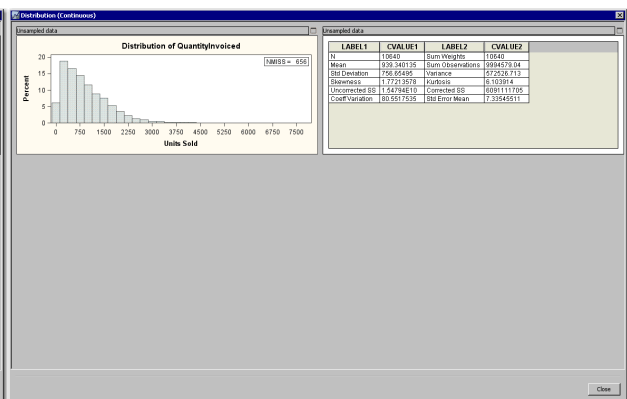 Distribution (Continuous)
Unsampled data
Distribution of QuantityInvoiced
NMISS = 656
Percent
20
15
10
5
0
0 750 1500 2250 3000 3750 4500 5250 6000 6750 7500
Units Sold
Unsampled data
LABEL1 CVALUE1 LABEL2 CVALUE2
N 10640 Sum Weights 10640
Mean 939.340135 Sum Observations 9994579.04
Std Deviation 756.65495 Variance 572526.713
Skewness 1.77213578 Kurtosis 6.103914
Uncorrected SS 1.54794E10 Corrected SS 6091111705
Coeff Variation 80.5517535 Std Error Mean 7.33545511
Close